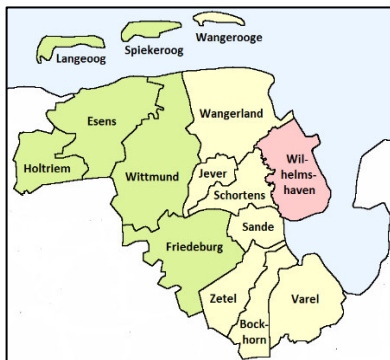 Wangerooge
Spiekeroog
Langeoog
Wangerland
Esens
Wil-
helms-
haven
Holtriem
Wittmund
Jever
Schortens
Sande
Friedeburg
Zetel
Varel
Bock-
horn